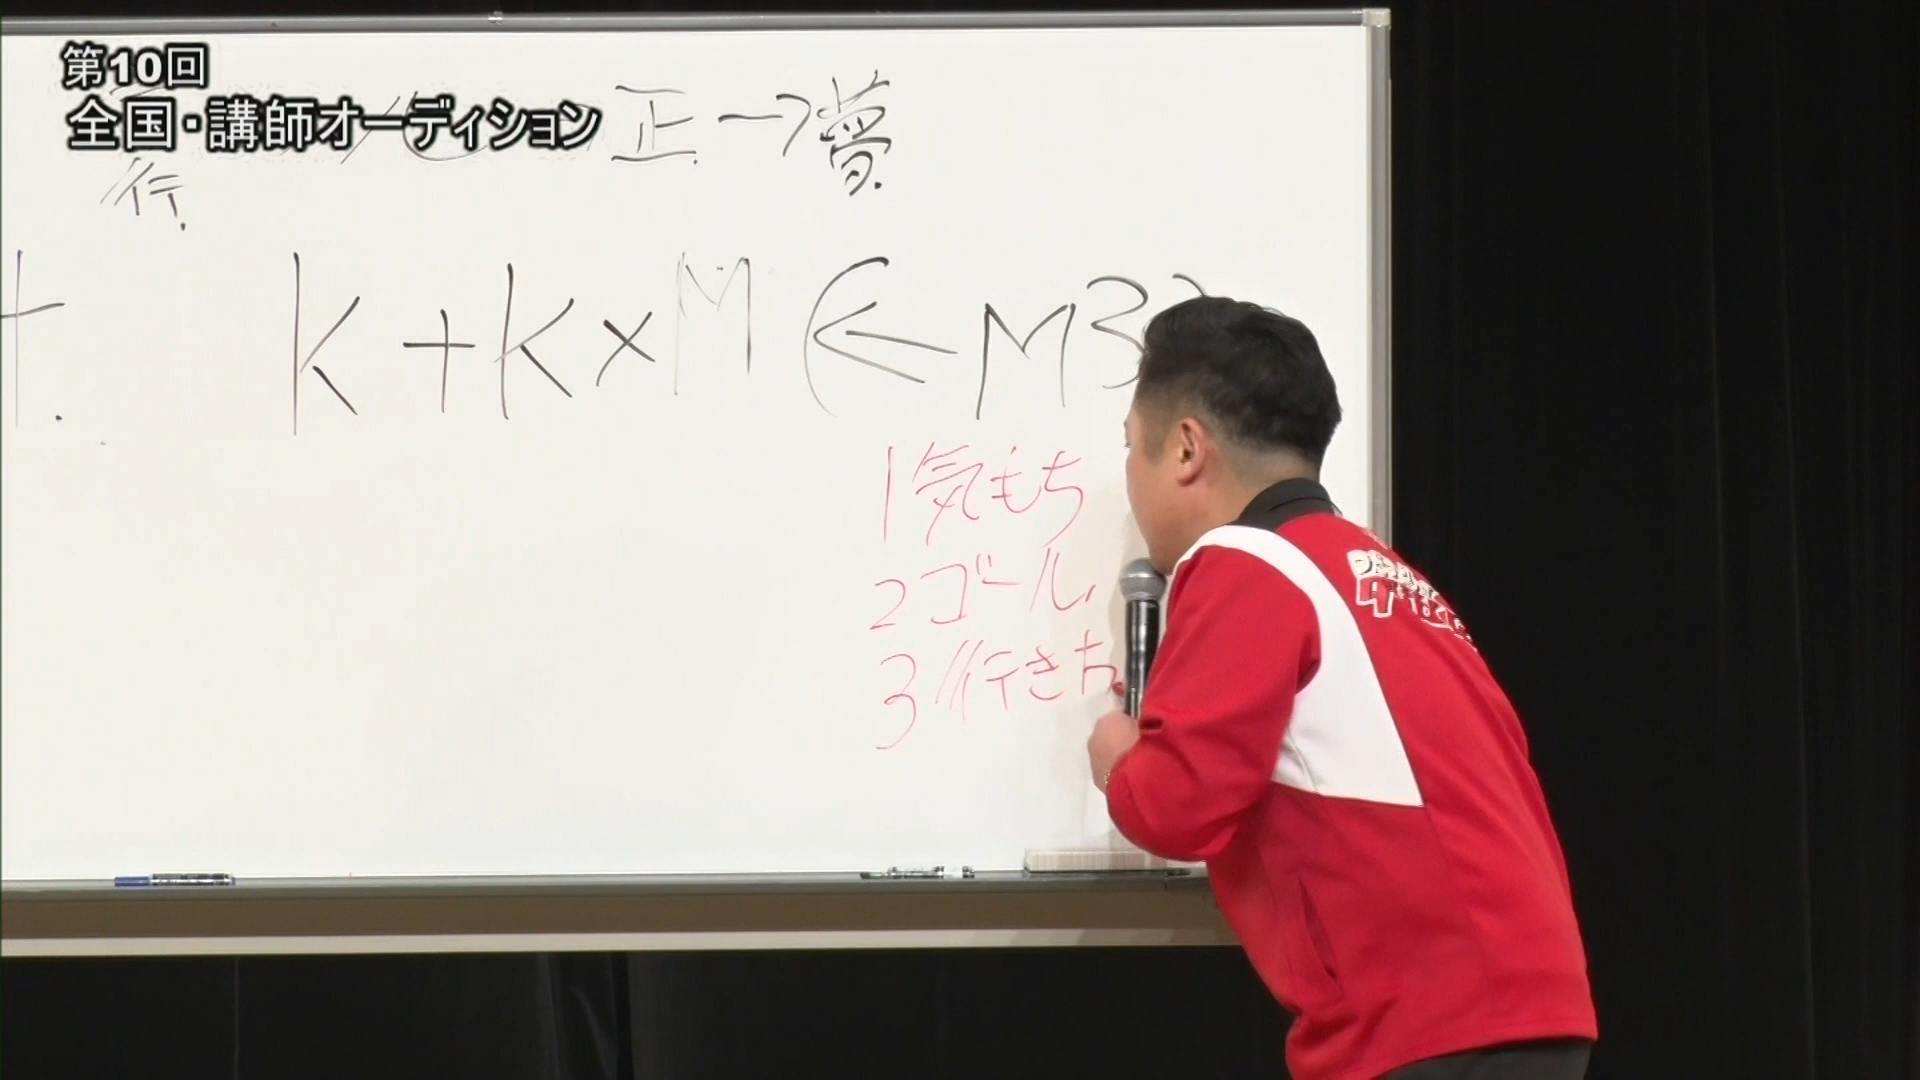 第10回
全国・講師オーディション
正→夢
行
K+K×M(←M3)
1気もち
2ゴール
3行きち